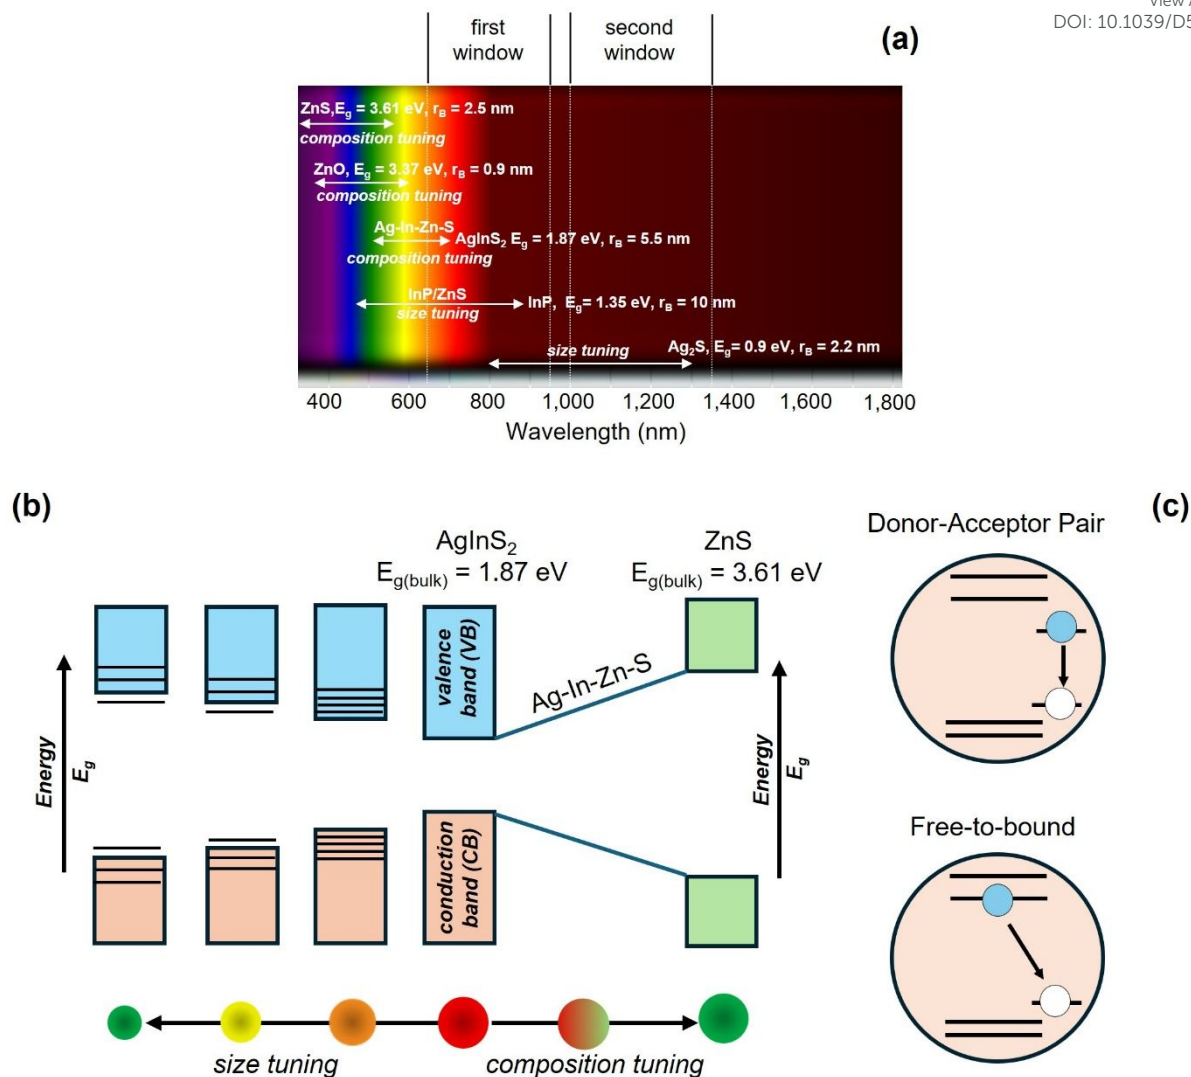 View A
DOI: 10.1039/D5
first
window
second
window
(a)
ZnS,E_g = 3.61 eV, r_B = 2.5 nm
composition tuning
ZnO, E_g = 3.37 eV, r_B = 0.9 nm
composition tuning
Ag-In-Zn-S
AgInS₂ E_g = 1.87 eV, r_B = 5.5 nm
composition tuning
InP/ZnS
InP, E_g= 1.35 eV, r_B = 10 nm
size tuning
Ag₂S, E_g= 0.9 eV, r_B = 2.2 nm
size tuning
400 600 800 1,000 1,200 1,400 1,600 1,800
Wavelength (nm)
(b)
AgInS₂
E_g(bulk) = 1.87 eV
ZnS
E_g(bulk) = 3.61 eV
valence
band (VB)
Ag-In-Zn-S
Energy
E_g
Energy
E_g
conduction
band (CB)
size tuning
composition tuning
(c)
Donor-Acceptor Pair
Free-to-bound